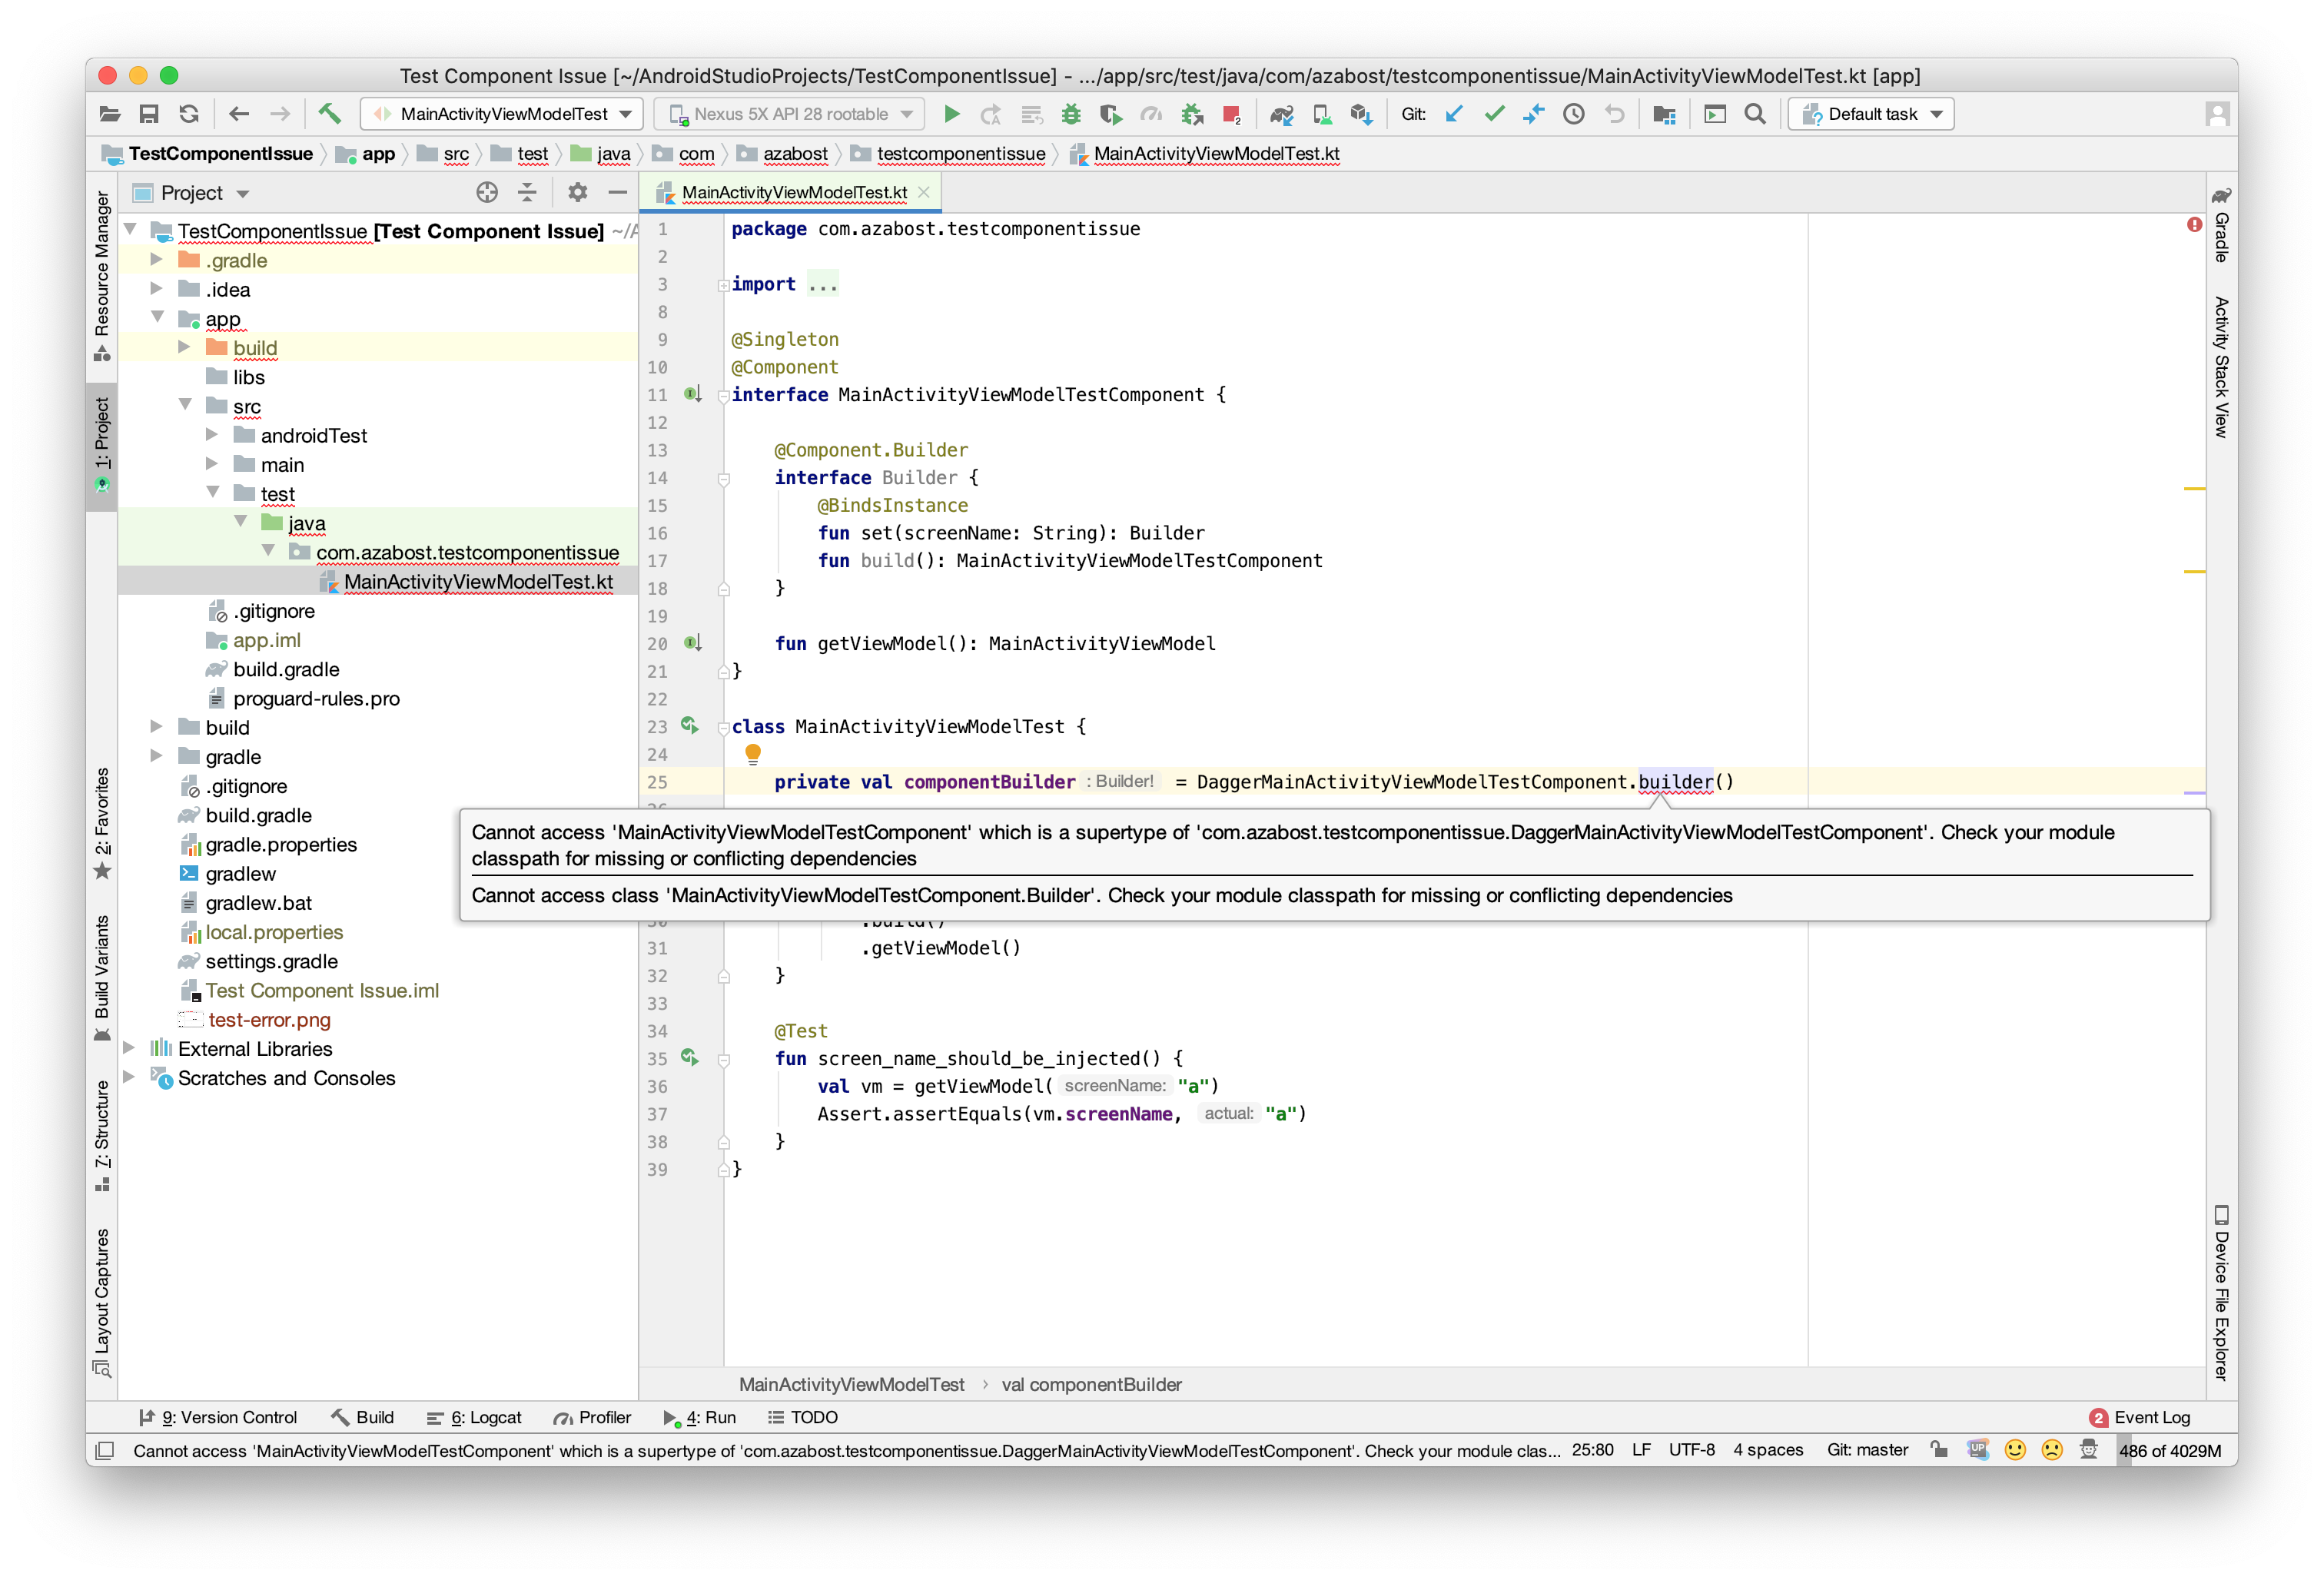 Test Component Issue [~/AndroidStudioProjects/TestComponentIssue] - .../app/src/test/java/com/azabost/testcomponentissue/MainActivityViewModelTest.kt [app]
MainActivityViewModelTest
Nexus 5X API 28 rootable
2
Git:
Default task
TestComponentIssue
app
src
test
java
com
azabost
testcomponentissue
MainActivityViewModelTest.kt
Resource Manager
1: Project
2: Favorites
Build Variants
7: Structure
Layout Captures
Project
TestComponentIssue [Test Component Issue] ~/A
.gradle
.idea
app
build
libs
src
androidTest
main
test
java
com.azabost.testcomponentissue
MainActivityViewModelTest.kt
.gitignore
app.iml
build.gradle
proguard-rules.pro
build
gradle
.gitignore
build.gradle
gradle.properties
gradlew
gradlew.bat
local.properties
settings.gradle
Test Component Issue.iml
test-error.png
External Libraries
Scratches and Consoles
MainActivityViewModelTest.kt
1 package com.azabost.testcomponentissue
2
3 import ...
8
9 @Singleton
10 @Component
11 interface MainActivityViewModelTestComponent {
12
13 @Component.Builder
14 interface Builder {
15 @BindsInstance
16 fun set(screenName: String): Builder
17 fun build(): MainActivityViewModelTestComponent
18 }
19
20 fun getViewModel(): MainActivityViewModel
21 }
22
23 class MainActivityViewModelTest {
24
25 private val componentBuilder : Builder! = DaggerMainActivityViewModelTestComponent.builder()
Cannot access 'MainActivityViewModelTestComponent' which is a supertype of 'com.azabost.testcomponentissue.DaggerMainActivityViewModelTestComponent'. Check your module
classpath for missing or conflicting dependencies
Cannot access class 'MainActivityViewModelTestComponent.Builder'. Check your module classpath for missing or conflicting dependencies
30 .build()
31 .getViewModel()
32 }
33
34 @Test
35 fun screen_name_should_be_injected() {
36 val vm = getViewModel( screenName: "a")
37 Assert.assertEquals(vm.screenName, actual: "a")
38 }
39 }
MainActivityViewModelTest › val componentBuilder
Gradle
Activity Stack View
Device File Explorer
9: Version Control
Build
6: Logcat
Profiler
4: Run
TODO
2 Event Log
Cannot access 'MainActivityViewModelTestComponent' which is a supertype of 'com.azabost.testcomponentissue.DaggerMainActivityViewModelTestComponent'. Check your module clas...
25:80
LF
UTF-8
4 spaces
Git: master
UP
486 of 4029M